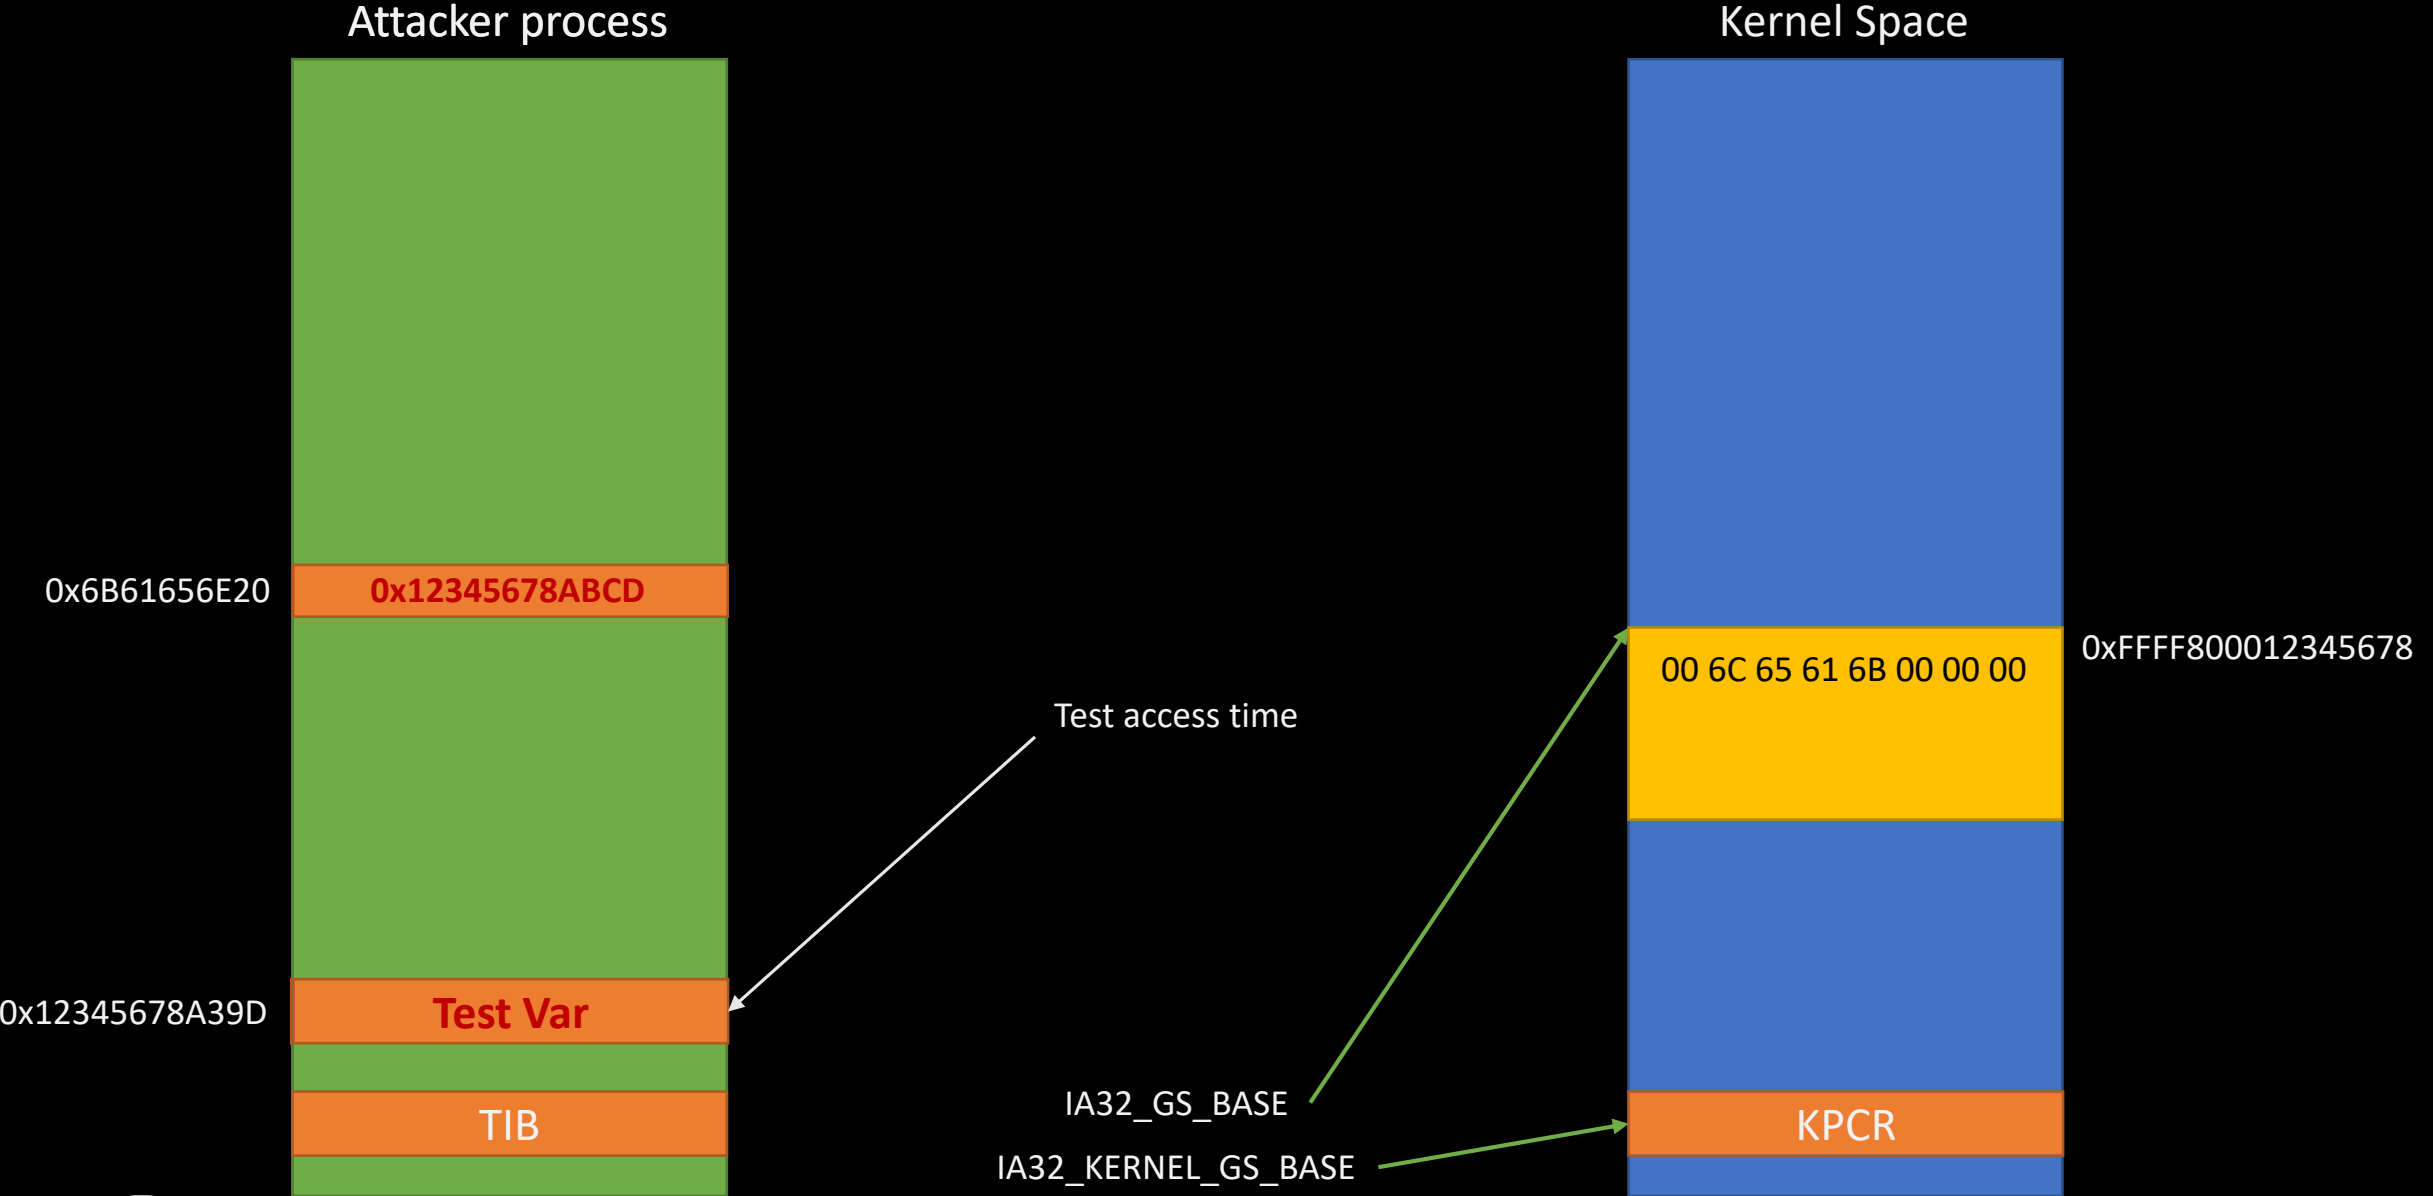 Attacker process
Kernel Space
0x6B61656E20
0x12345678ABCD
0xFFFF800012345678
00 6C 65 61 6B 00 00 00
Test access time
0x12345678A39D
Test Var
IA32_GS_BASE
TIB
KPCR
IA32_KERNEL_GS_BASE